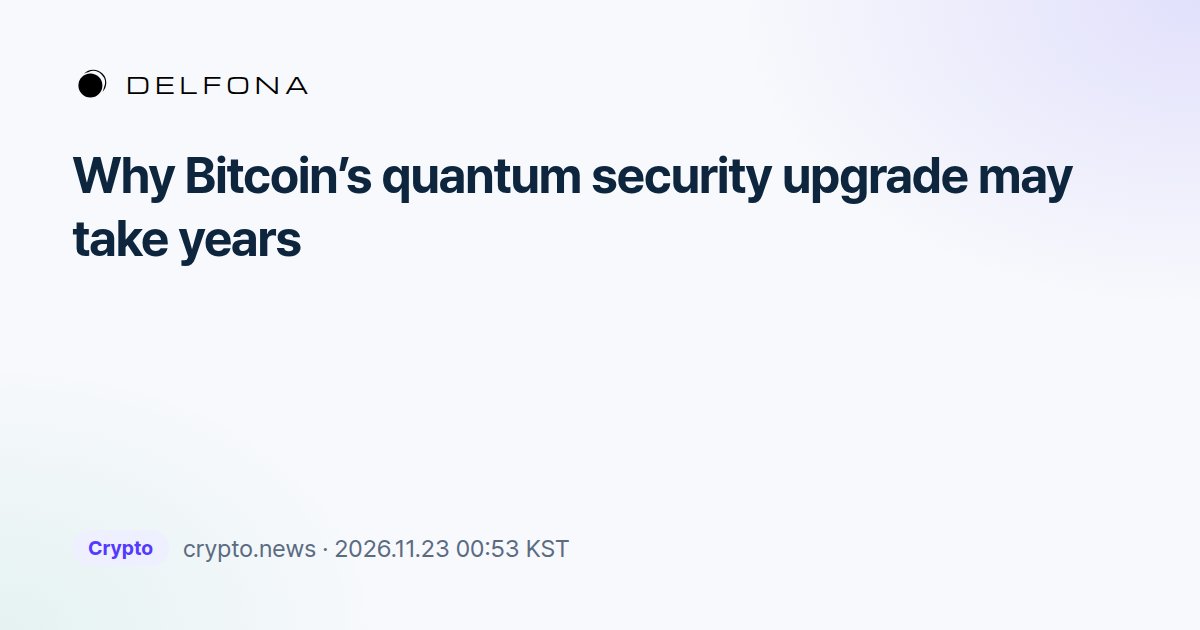 DELFONA
Why Bitcoin’s quantum security upgrade may
take years
Crypto
crypto.news · 2026.11.23 00:53 KST